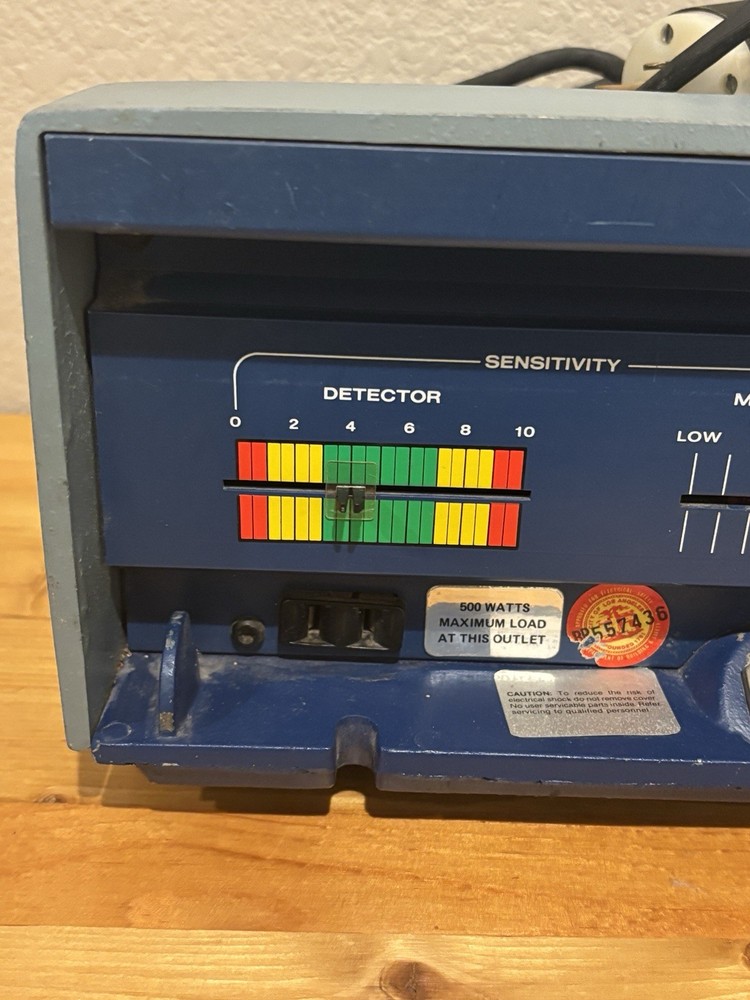 SENSITIVITY
DETECTOR
0 2 4 6 8 10
LOW
500 WATTS
MAXIMUM LOAD
AT THIS OUTLET
557436
CAUTION: To reduce the risk of
electrical shock do not remove cover.
No user servicable parts inside. Refer
servicing to qualified personnel.